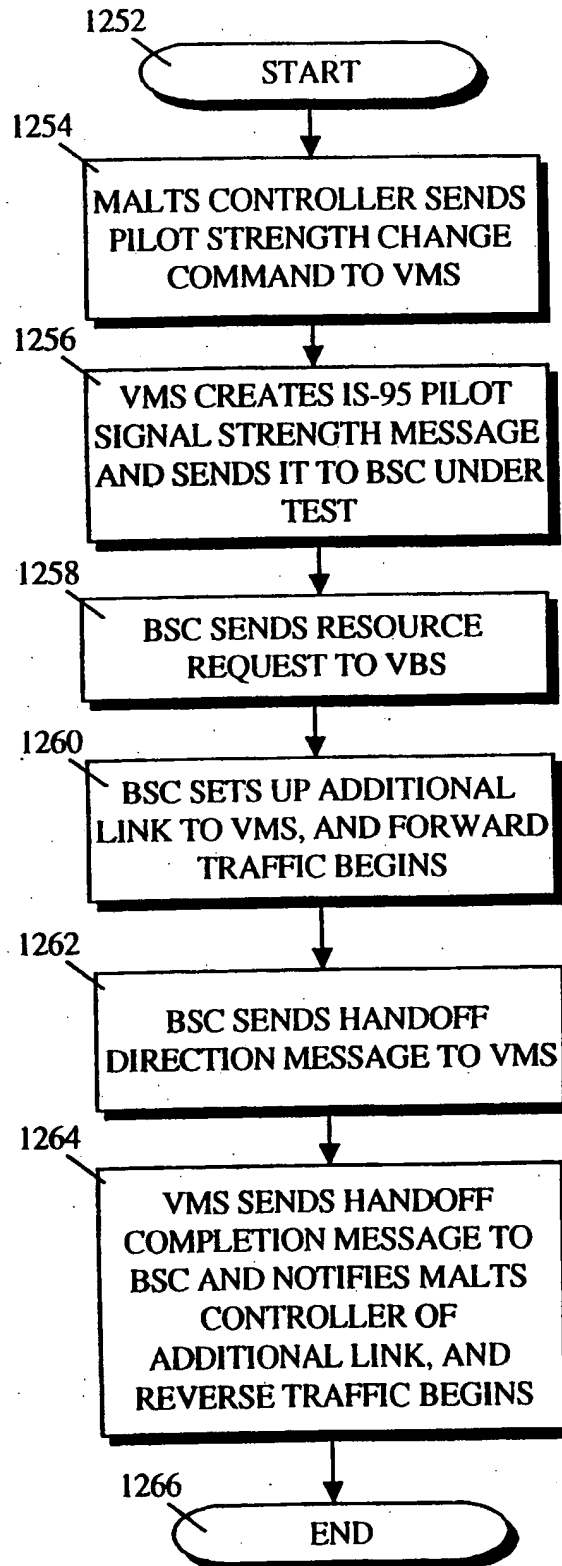 1252
START
1254
MALTS CONTROLLER SENDS
PILOT STRENGTH CHANGE
COMMAND TO VMS
1256
VMS CREATES IS-95 PILOT
SIGNAL STRENGTH MESSAGE
AND SENDS IT TO BSC UNDER
TEST
1258
BSC SENDS RESOURCE
REQUEST TO VBS
1260
BSC SETS UP ADDITIONAL
LINK TO VMS, AND FORWARD
TRAFFIC BEGINS
1262
BSC SENDS HANDOFF
DIRECTION MESSAGE TO VMS
1264
VMS SENDS HANDOFF
COMPLETION MESSAGE TO
BSC AND NOTIFIES MALTS
CONTROLLER OF
ADDITIONAL LINK, AND
REVERSE TRAFFIC BEGINS
1266
END